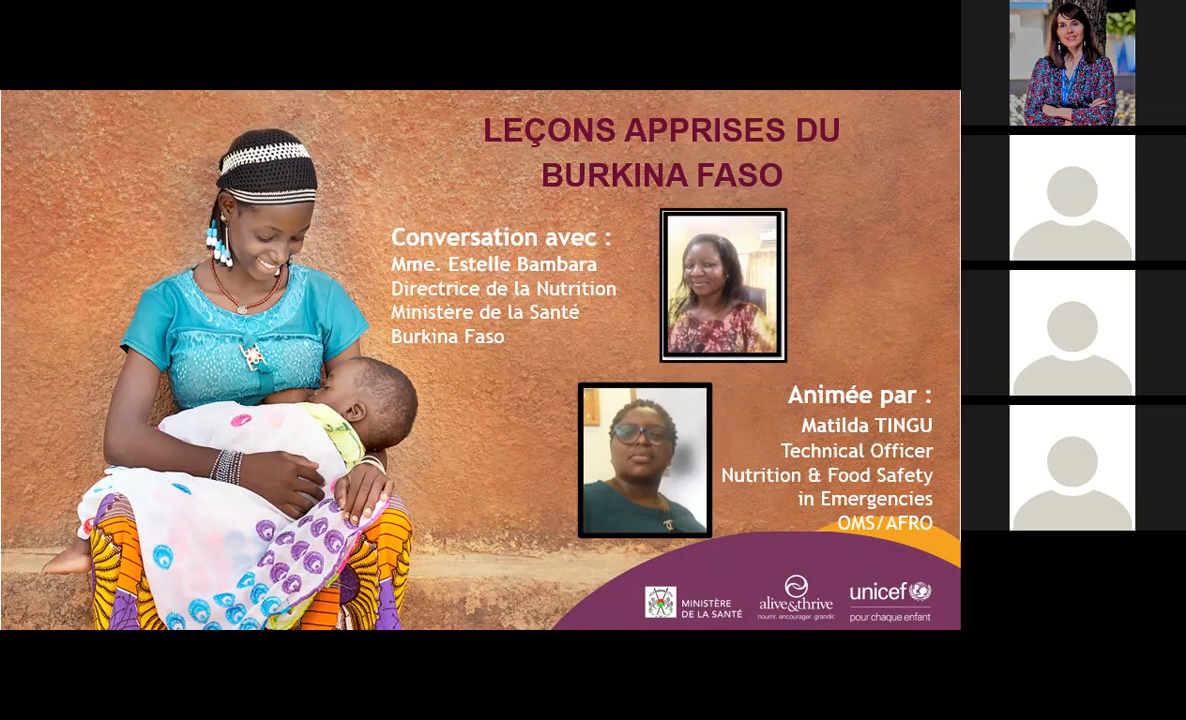 LEÇONS APPRISES DU
BURKINA FASO
Conversation avec :
Mme. Estelle Bambara
Directrice de la Nutrition
Ministère de la Santé
Burkina Faso
Animée par :
Matilda TINGU
Technical Officer
Nutrition & Food Safety
in Emergencies
OMS/AFRO
MINISTÈRE
DE LA SANTÉ
alive&thrive
nourrir. encourager. grandir.
unicef
pour chaque enfant